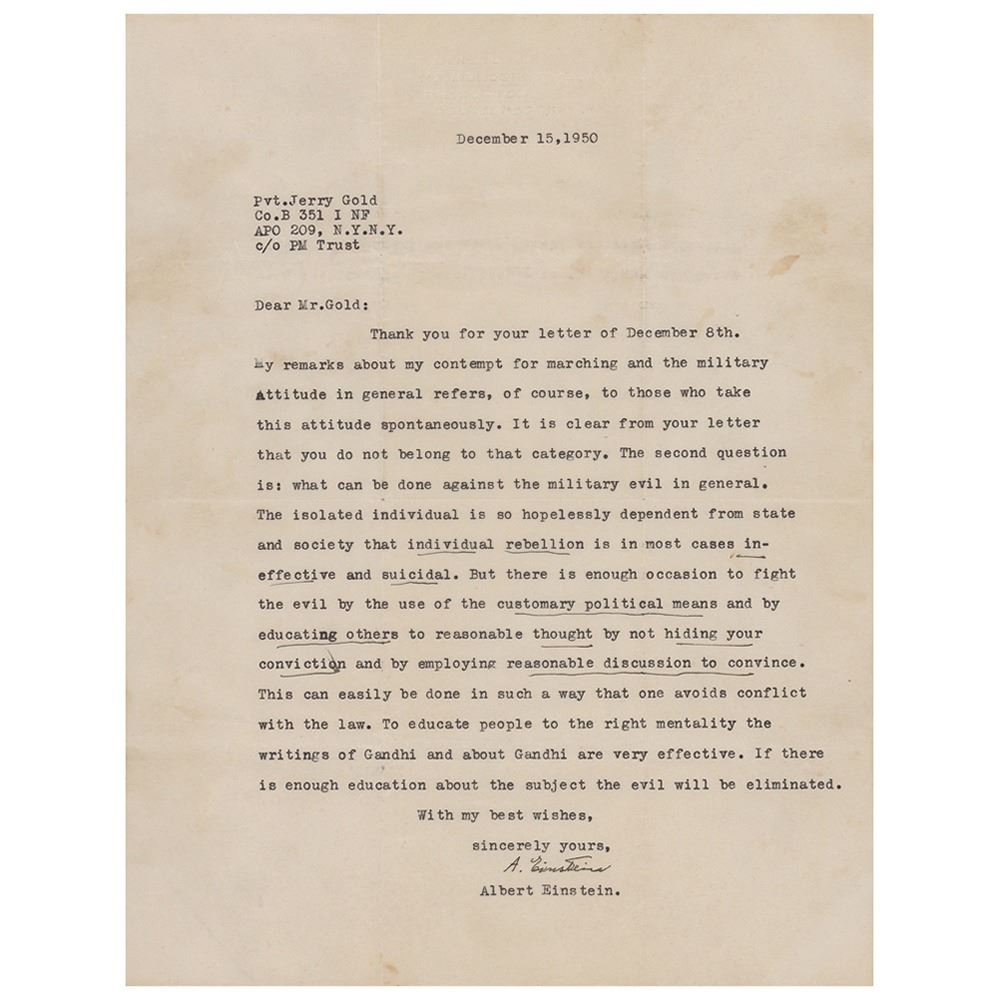 December 15,1950
Pvt.Jerry Gold
Co.B 351 I NF
APO 209, N.Y.N.Y.
c/o PM Trust
Dear Mr.Gold:
Thank you for your letter of December 8th.
My remarks about my contempt for marching and the military
Attitude in general refers, of course, to those who take
this attitude spontaneously. It is clear from your letter
that you do not belong to that category. The second question
is: what can be done against the military evil in general.
The isolated individual is so hopelessly dependent from state
and society that individual rebellion is in most cases in-
effective and suicidal. But there is enough occasion to fight
the evil by the use of the customary political means and by
educating others to reasonable thought by not hiding your
conviction and by employing reasonable discussion to convince.
This can easily be done in such a way that one avoids conflict
with the law. To educate people to the right mentality the
writings of Gandhi and about Gandhi are very effective. If there
is enough education about the subject the evil will be eliminated.
With my best wishes,
sincerely yours,
A. Einstein
Albert Einstein.